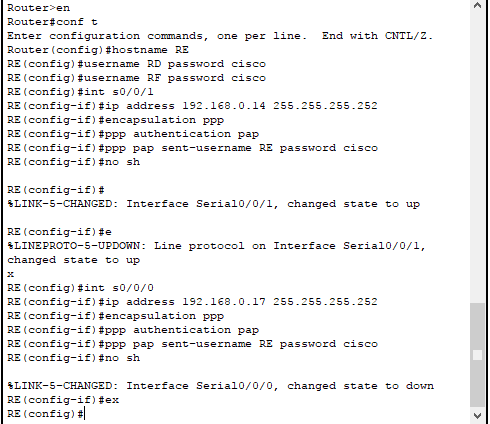 Router>en
Router#conf t
Enter configuration commands, one per line.  End with CNTL/Z.
Router(config)#hostname RE
RE(config)#username RD password cisco
RE(config)#username RF password cisco
RE(config)#int s0/0/1
RE(config-if)#ip address 192.168.0.14 255.255.255.252
RE(config-if)#encapsulation ppp
RE(config-if)#ppp authentication pap
RE(config-if)#ppp pap sent-username RE password cisco
RE(config-if)#no sh
RE(config-if)#
%LINK-5-CHANGED: Interface Serial0/0/1, changed state to up
RE(config-if)#e
%LINEPROTO-5-UPDOWN: Line protocol on Interface Serial0/0/1,
changed state to up
x
RE(config)#int s0/0/0
RE(config-if)#ip address 192.168.0.17 255.255.255.252
RE(config-if)#encapsulation ppp
RE(config-if)#ppp authentication pap
RE(config-if)#ppp pap sent-username RE password cisco
RE(config-if)#no sh
%LINK-5-CHANGED: Interface Serial0/0/0, changed state to down
RE(config-if)#ex
RE(config)#